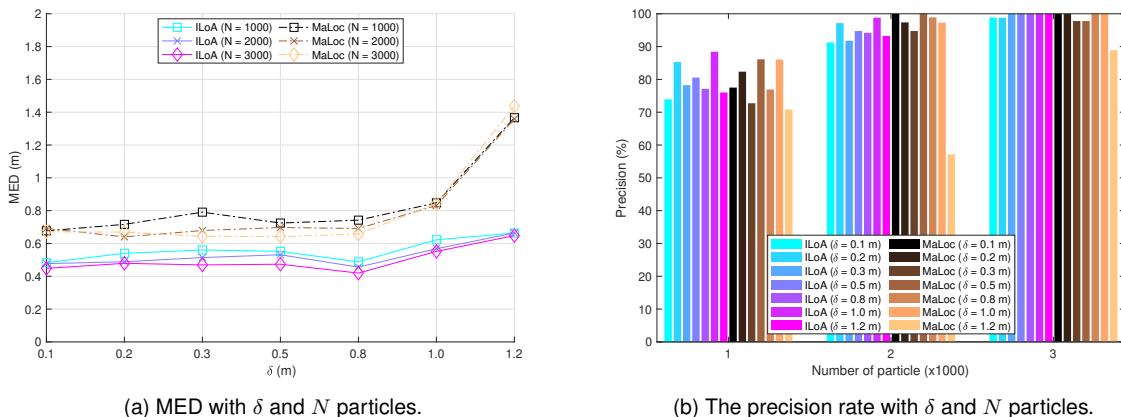 2
1.8
1.6
1.4
1.2
1
0.8
0.6
0.4
0.2
0
MED (m)
ILoA (N = 1000)
ILoA (N = 2000)
ILoA (N = 3000)
MaLoc (N = 1000)
MaLoc (N = 2000)
MaLoc (N = 3000)
0.1 0.2 0.3 0.5 0.8 1.0 1.2
δ (m)
(a) MED with δ and N particles.
100
90
80
70
60
50
40
30
20
10
0
Precision (%)
ILoA (δ = 0.1 m)
ILoA (δ = 0.2 m)
ILoA (δ = 0.3 m)
ILoA (δ = 0.5 m)
ILoA (δ = 0.8 m)
ILoA (δ = 1.0 m)
ILoA (δ = 1.2 m)
MaLoc (δ = 0.1 m)
MaLoc (δ = 0.2 m)
MaLoc (δ = 0.3 m)
MaLoc (δ = 0.5 m)
MaLoc (δ = 0.8 m)
MaLoc (δ = 1.0 m)
MaLoc (δ = 1.2 m)
1 2 3
Number of particle (x1000)
(b) The precision rate with δ and N particles.